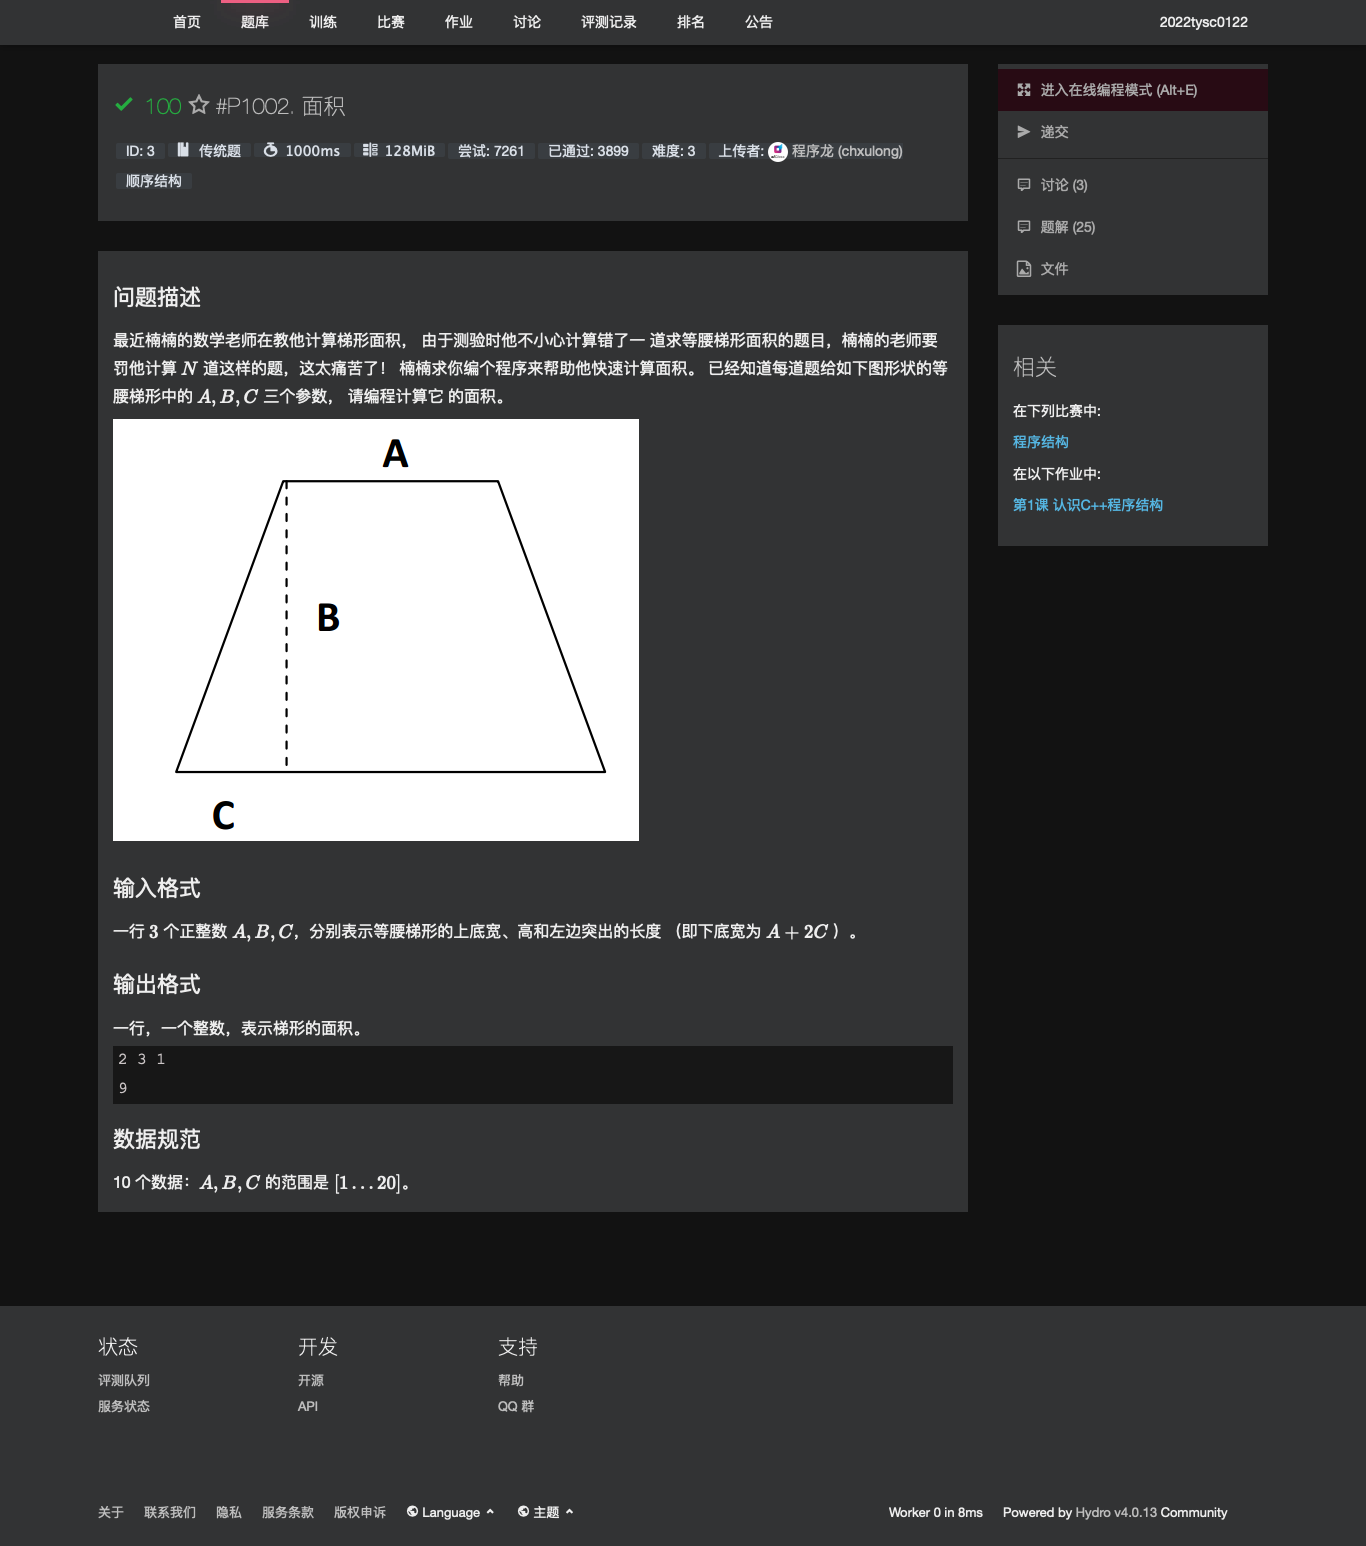 首页 题库 训练 比赛 作业 讨论 评测记录 排名 公告 2022tysc0122
100 #P1002. 面积
ID: 3 传统题 1000ms 128MiB 尝试: 7261 已通过: 3899 难度: 3 上传者: 程序龙 (chxulong)
顺序结构
进入在线编程模式 (Alt+E)
递交
讨论 (3)
题解 (25)
文件
相关
在下列比赛中:
程序结构
在以下作业中:
第1课 认识C++程序结构
问题描述
最近楠楠的数学老师在教他计算梯形面积， 由于测验时他不小心计算错了一 道求等腰梯形面积的题目，楠楠的老师要
罚他计算 N 道这样的题，这太痛苦了！ 楠楠求你编个程序来帮助他快速计算面积。 已经知道每道题给如下图形状的等
腰梯形中的 A, B, C 三个参数， 请编程计算它 的面积。
A
B
C
输入格式
一行 3 个正整数 A, B, C，分别表示等腰梯形的上底宽、高和左边突出的长度 （即下底宽为 A + 2C ）。
输出格式
一行，一个整数，表示梯形的面积。
2 3 1
9
数据规范
10 个数据：A, B, C 的范围是 [1 … 20]。
状态 开发 支持
评测队列 开源 帮助
服务状态 API QQ 群
关于 联系我们 隐私 服务条款 版权申诉 Language 主题 Worker 0 in 8ms Powered by Hydro v4.0.13 Community